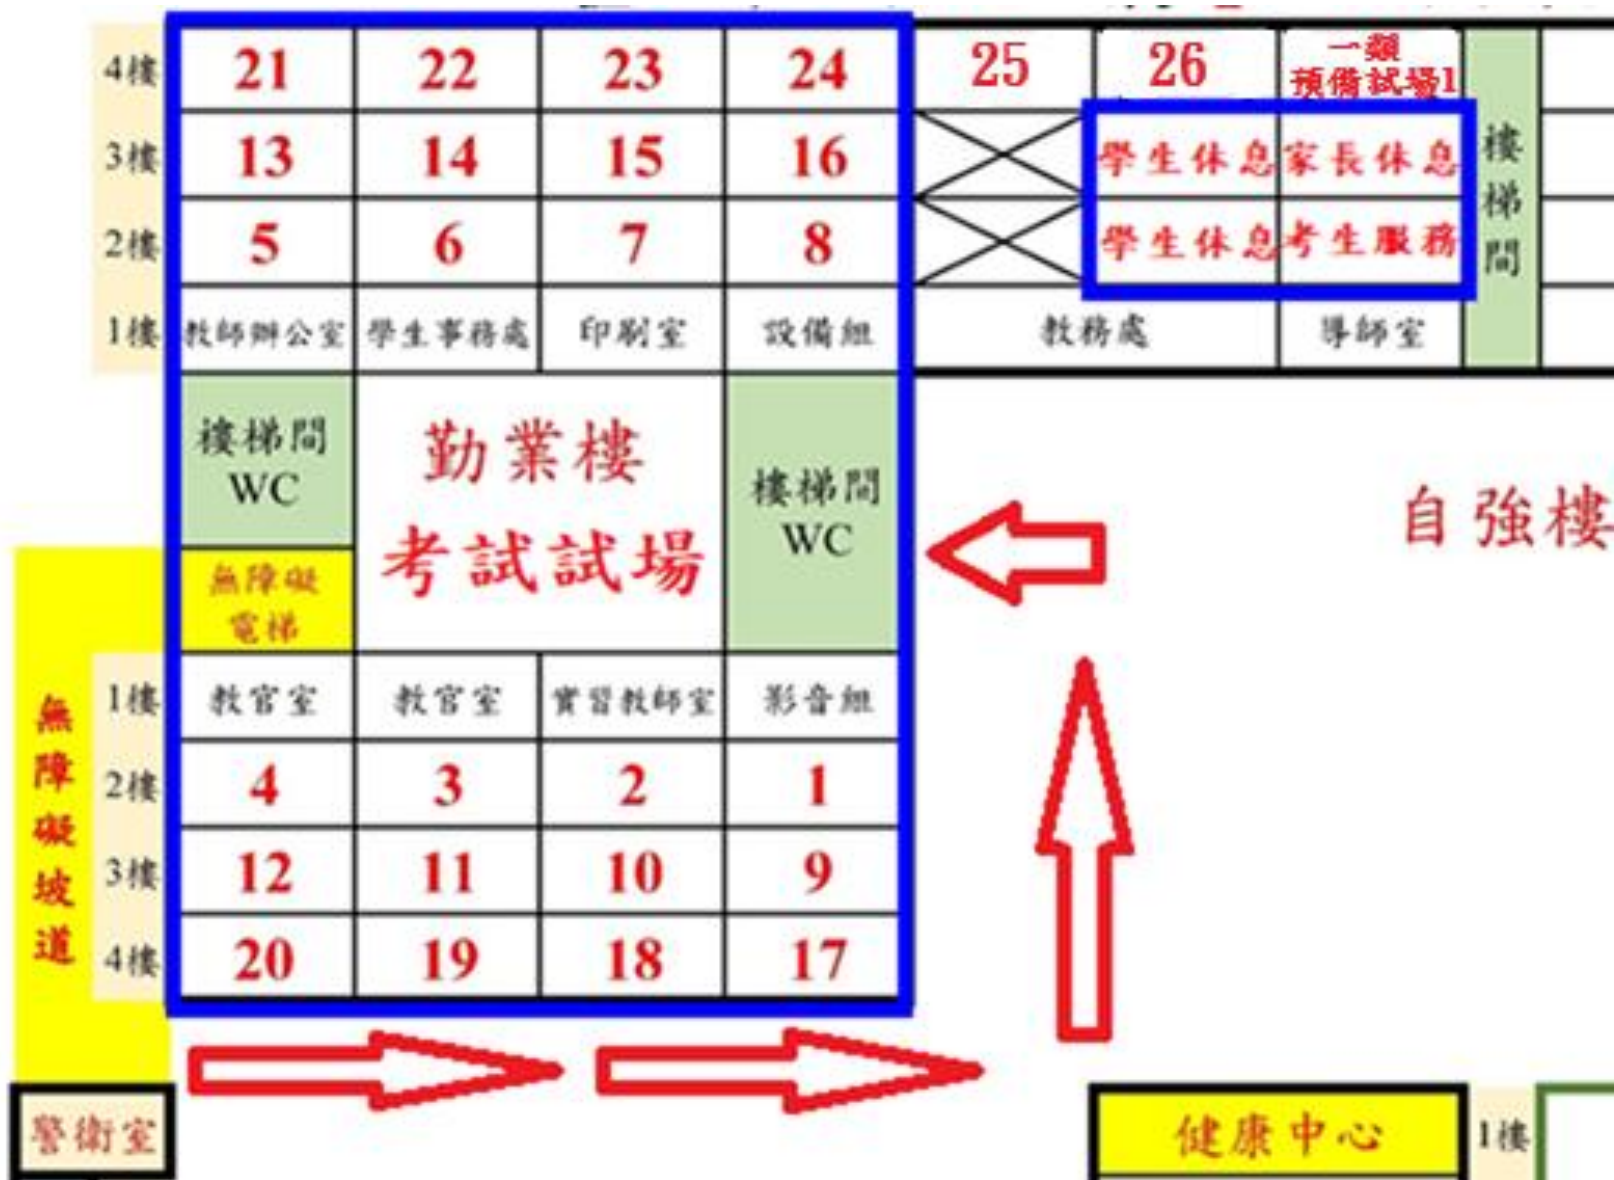 4樓 21 22 23 24 25 26 一類
預備試場1
3樓 13 14 15 16 學生休息 家長休息
2樓 5 6 7 8 學生休息 考生服務
1樓 教師辦公室 學生事務處 印刷室 設備組 教務處 導師室
樓梯間
樓梯間
WC
勤業樓
考試試場
樓梯間
WC
自強樓
無障礙
電梯
無障礙坡道
1樓 教官室 教官室 實習教師室 影音組
2樓 4 3 2 1
3樓 12 11 10 9
4樓 20 19 18 17
警衛室
健康中心 1樓